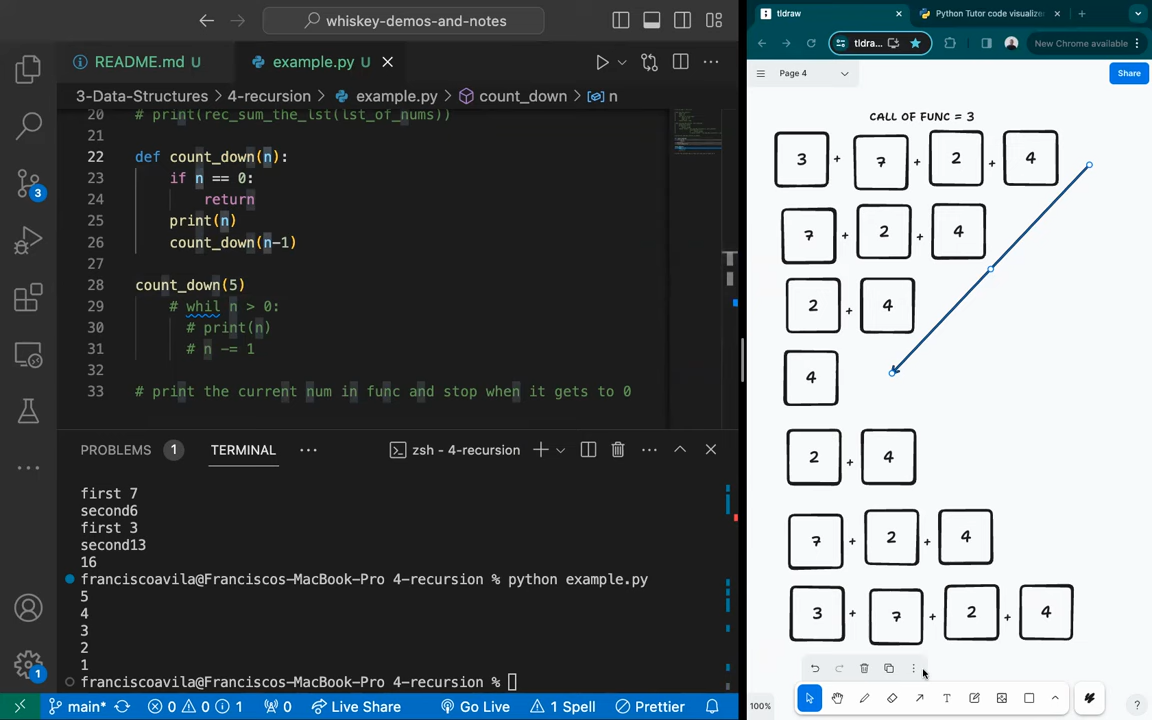 whiskey-demos-and-notes
README.md U
example.py U
3-Data-Structures > 4-recursion > example.py > count_down > n
20 # print(rec_sum_the_lst(lst_of_nums))
21
22 def count_down(n):
23 if n == 0:
24 return
25 print(n)
26 count_down(n-1)
27
28 count_down(5)
29 # whil n > 0:
30 # print(n)
31 # n -= 1
32
33 # print the current num in func and stop when it gets to 0
PROBLEMS 1 TERMINAL zsh - 4-recursion
first 7
second6
first 3
second13
16
franciscoavila@Franciscos-MacBook-Pro 4-recursion % python example.py
5
4
3
2
1
franciscoavila@Franciscos-MacBook-Pro 4-recursion %
3
1
main* 0 0 1 0 Live Share Go Live 1 Spell Prettier
tldraw
Python Tutor code visualize
tldraw...
New Chrome available
Page 4
Share
CALL OF FUNC = 3
3 + 7 + 2 + 4
7 + 2 + 4
2 + 4
4
2 + 4
7 + 2 + 4
3 + 7 + 2 + 4
100%